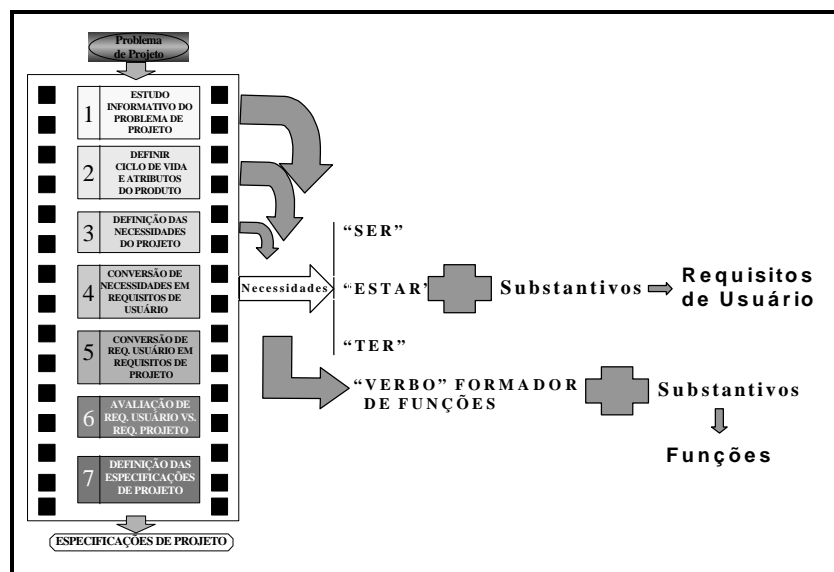 Problema
de Projeto
1
ESTUDO
INFORMATIVO DO
PROBLEMA DE
PROJETO
2
DEFINIR
CICLO DE VIDA
E ATRIBUTOS
DO PRODUTO
3
DEFINIÇÃO DAS
NECESSIDADES
DO PROJETO
4
CONVERSÃO DE
NECESSIDADES EM
REQUISITOS DE
USUÁRIO
5
CONVERSÃO DE
REQ. USUÁRIO EM
REQUISITOS DE
PROJETO
6
AVALIAÇÃO DE
REQ. USUÁRIO VS.
REQ. PROJETO
7
DEFINIÇÃO DAS
ESPECIFICAÇÕES
DE PROJETO
ESPECIFICAÇÕES DE PROJETO
Necessidades
“SER”
“ESTAR”
“TER”
Substantivos
Requisitos
de Usuário
“VERBO” FORMADOR
DE FUNÇÕES
Substantivos
Funções